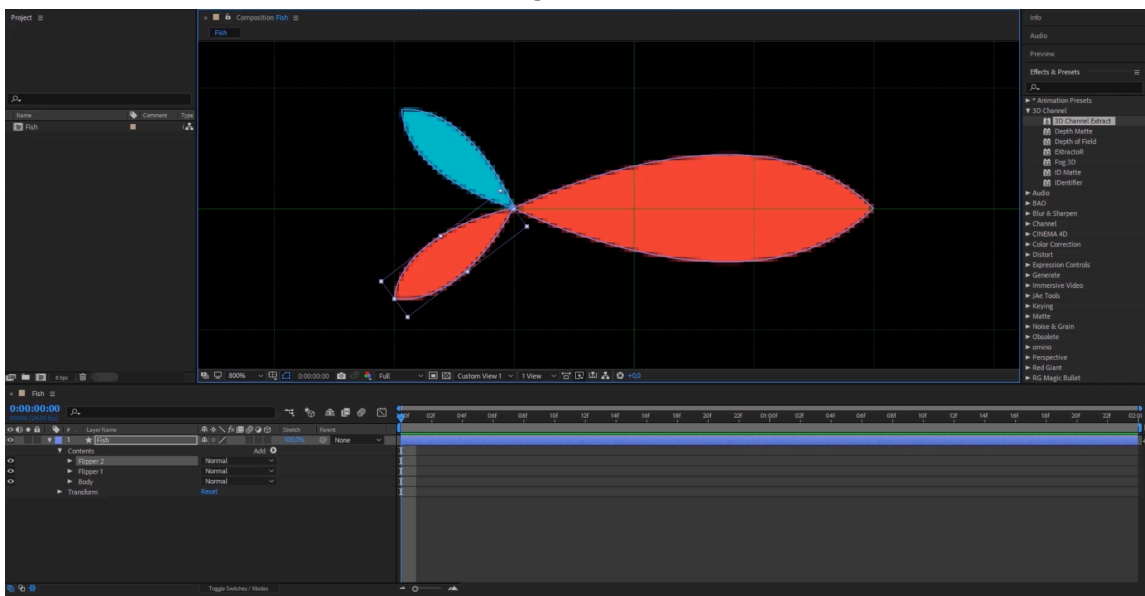 Project
Composition Fish
Info
Fish
Audio
Preview
Effects & Presets
Name Comment Type
Fish
* Animation Presets
3D Channel
3D Channel Extract
Depth Matte
Depth of Field
EXtractoR
Fog 3D
ID Matte
IDentifier
Audio
BAO
Blur & Sharpen
Channel
CINEMA 4D
Color Correction
Distort
Expression Controls
Generate
Immersive Video
JAe Tools
Keying
Matte
Noise & Grain
Obsolete
omino
Perspective
Red Giant
RG Magic Bullet
8 bpc
800% 0:00:00:00 Full Custom View 1 1 View +0,0
Fish
0:00:00:00
# Layer Name Stretch Parent
02f 04f 06f 08f 10f 12f 14f 16f 18f 20f 22f 01:00f 02f 04f 06f 08f 10f 12f 14f 16f 18f 20f 22f
1 Fish 100,0% None
Contents Add:
Flipper 2 Normal
Flipper 1 Normal
Body Normal
Transform Reset
Toggle Switches / Modes